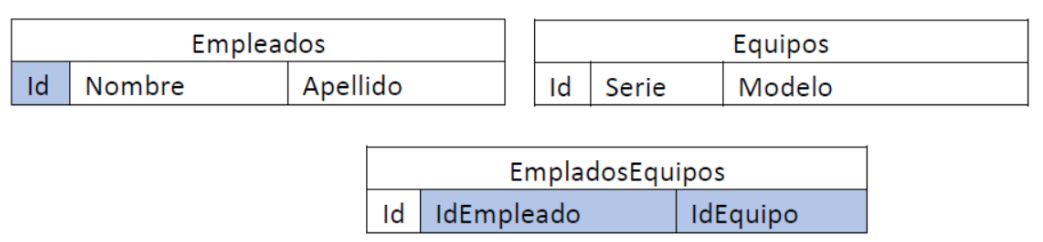 Empleados
Id Nombre Apellido
Equipos
Id Serie Modelo
EmpladosEquipos
Id IdEmpleado IdEquipo